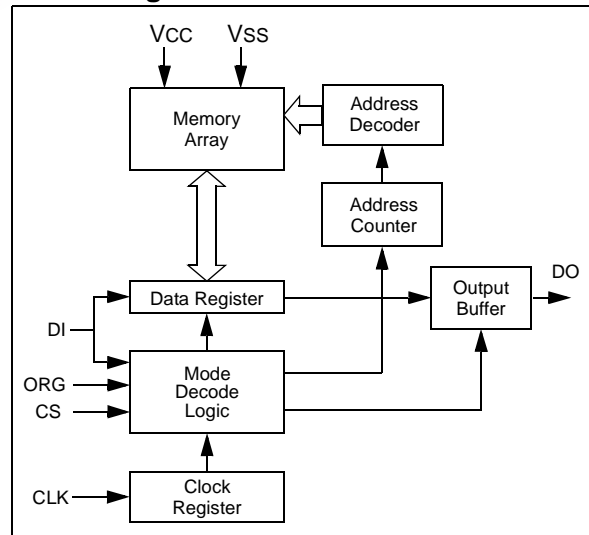 VCC
VSS
Memory
Array
Address
Decoder
Address
Counter
Data Register
Output
Buffer
DO
DI
ORG
CS
Mode
Decode
Logic
CLK
Clock
Register